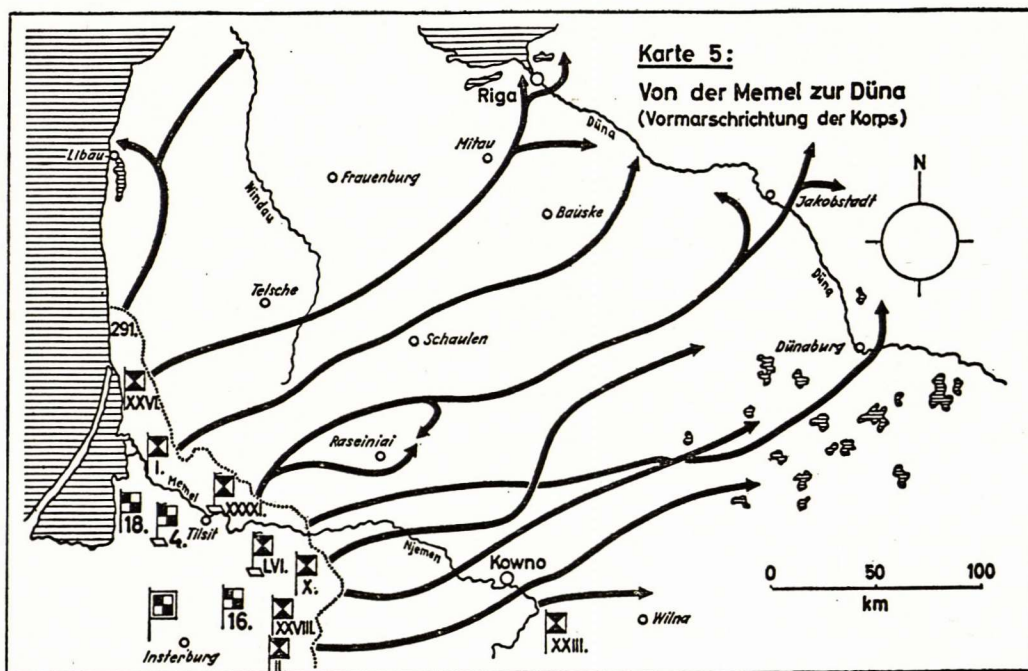 Karte 5:
Von der Memel zur Düna
(Vormarschrichtung der Korps)
Riga
Düna
Libau
Mitau
Frauenburg
Windau
Bauske
Jakobstadt
N
Telsche
Düna
291.
Schaulen
Dünaburg
XXVI.
Raseiniai
I.
Memel
XXXXI.
18.
4.
Tilsit
LVI.
X.
Njemen
Kowno
0 50 100
km
16.
XXVIII.
XXIII.
Wilna
Insterburg
II.